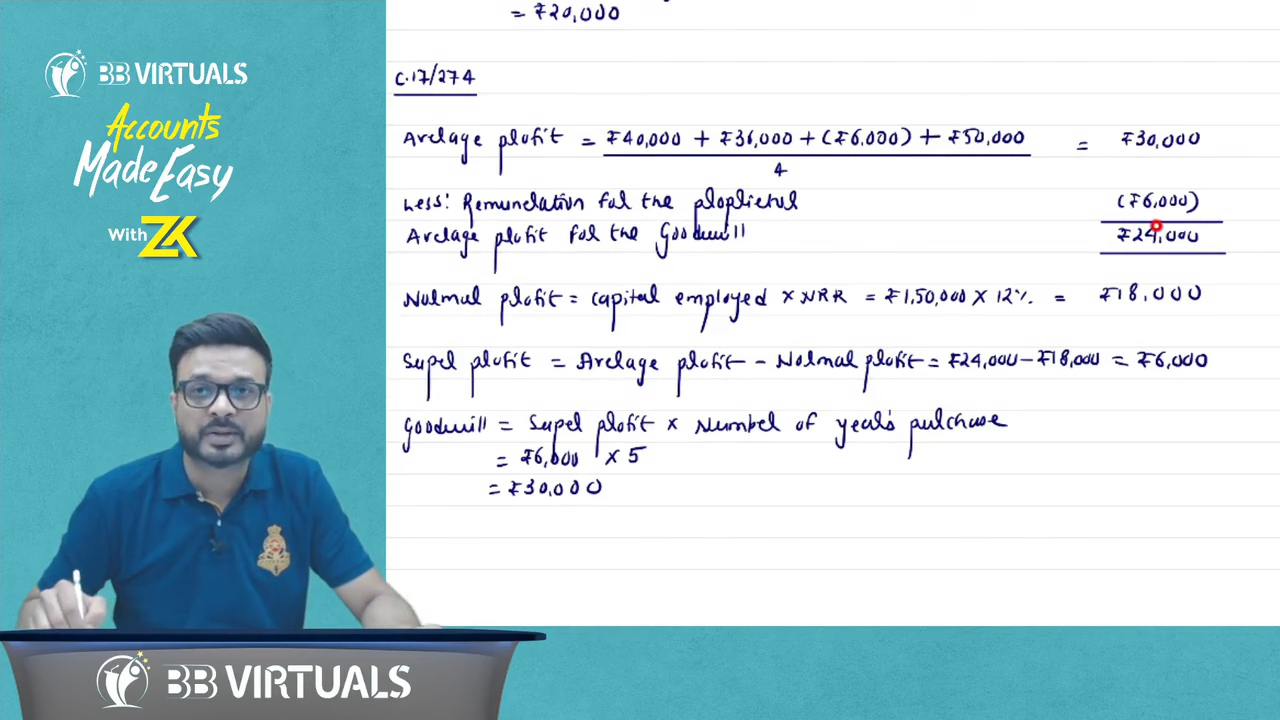 = ₹20,000
BB VIRTUALS
Accounts
Made Easy
With ZK
C.17/274
Average profit = ₹40,000 + ₹36,000 + (₹6,000) + ₹50,000 = ₹30,000
4
Less: Remuneration for the proprietor (₹6,000)
Average profit for the Goodwill ₹24,000
Normal profit = capital employed × NRR = ₹1,50,000 × 12% = ₹18,000
Super profit = Average profit - Normal profit = ₹24,000 - ₹18,000 = ₹6,000
Goodwill = Super profit × Number of year's purchase
= ₹6,000 × 5
= ₹30,000
BB VIRTUALS